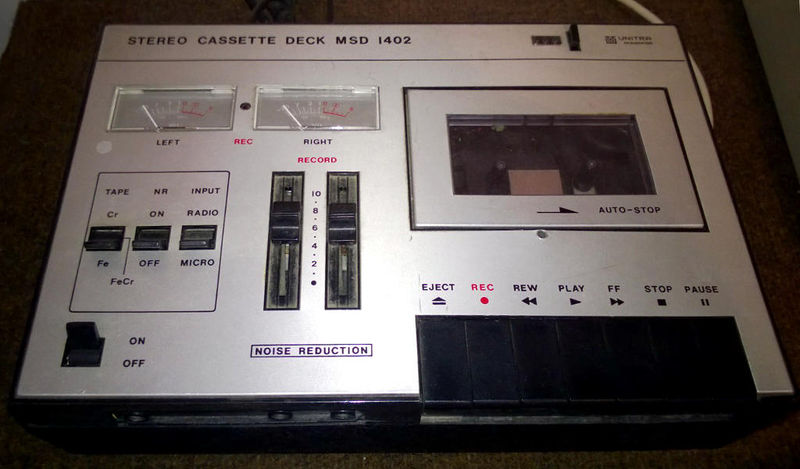 STEREO CASSETTE DECK MSD 1402
UNITRA
LEFT
REC
RIGHT
RECORD
TAPE NR INPUT
Cr ON RADIO
Fe OFF MICRO
FeCr
10
8
6
4
2
AUTO-STOP
EJECT REC REW PLAY FF STOP PAUSE
ON
OFF
NOISE REDUCTION